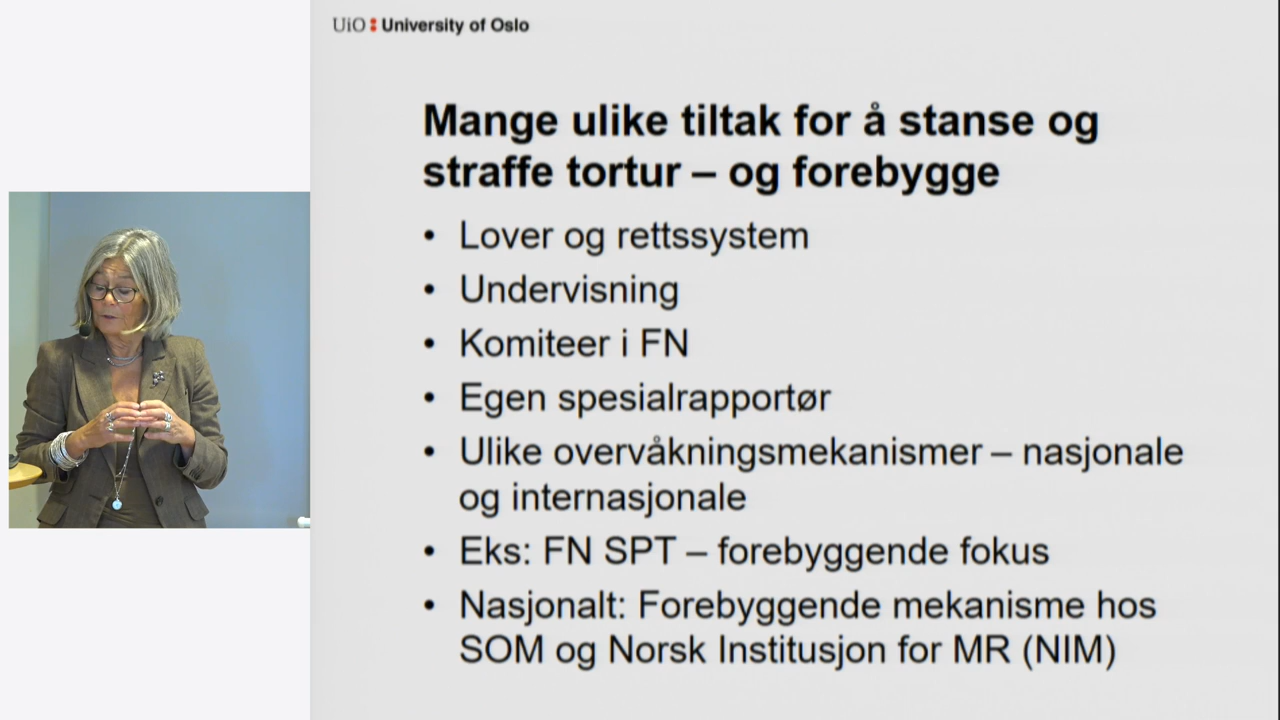 UiO University of Oslo
Mange ulike tiltak for å stanse og
straffe tortur – og forebygge
• Lover og rettssystem
• Undervisning
• Komiteer i FN
• Egen spesialrapportør
• Ulike overvåkningsmekanismer – nasjonale
og internasjonale
• Eks: FN SPT – forebyggende fokus
• Nasjonalt: Forebyggende mekanisme hos
SOM og Norsk Institusjon for MR (NIM)